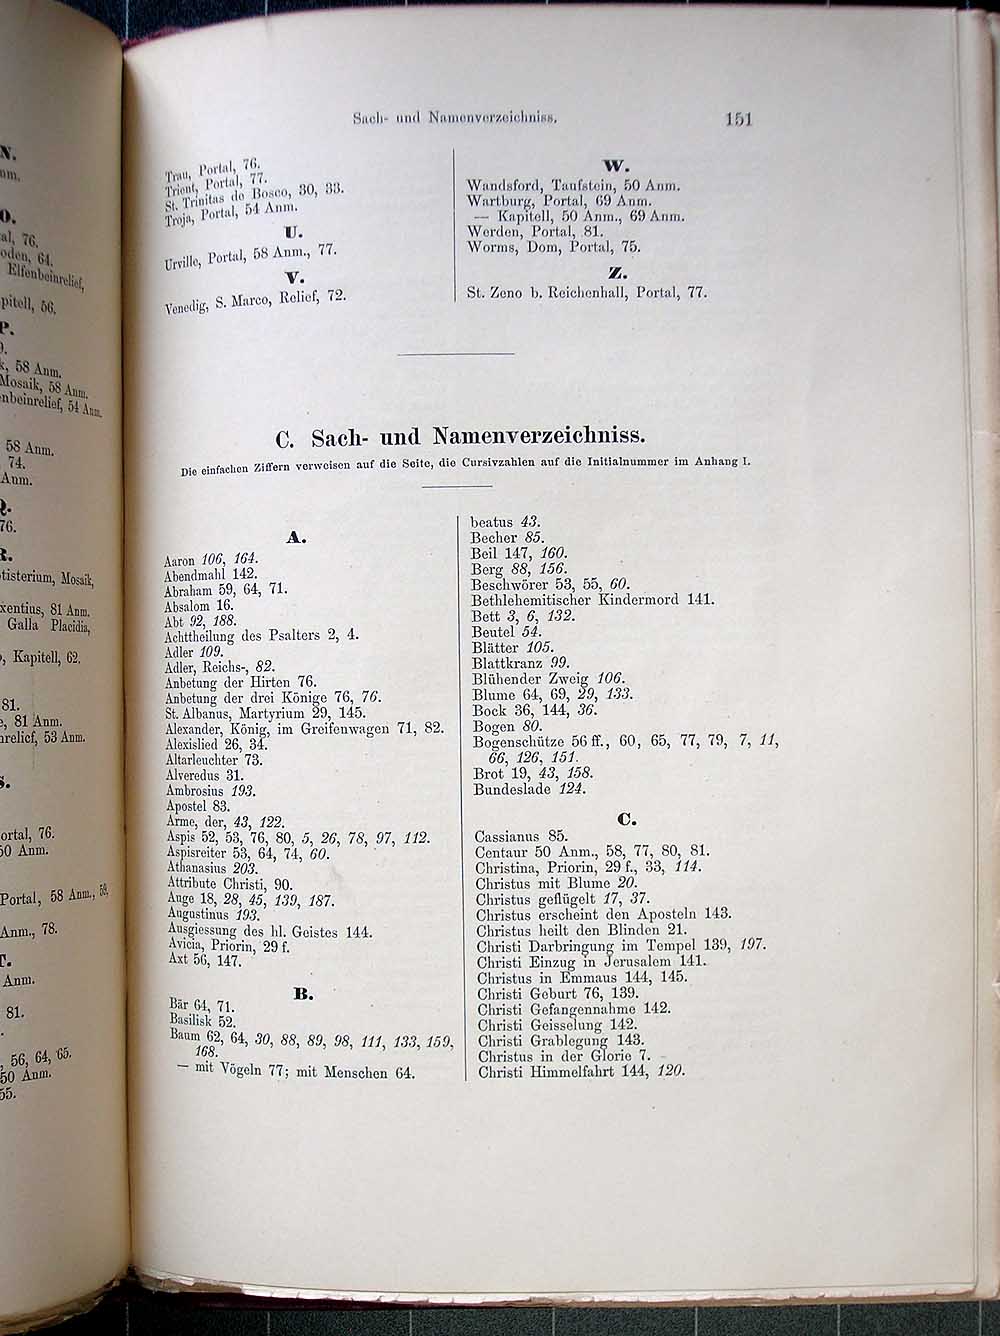 Sach- und Namenverzeichniss.
151
Trau, Portal, 76.
Trient, Portal, 77.
St. Trinitas de Bosco, 30, 33.
Troja, Portal, 54 Anm.
U.
Urville, Portal, 58 Anm., 77.
V.
Venedig, S. Marco, Relief, 72.
W.
Wandsford, Taufstein, 50 Anm.
Wartburg, Portal, 69 Anm.
— Kapitell, 50 Anm., 69 Anm.
Werden, Portal, 81.
Worms, Dom, Portal, 75.
Z.
St. Zeno b. Reichenhall, Portal, 77.
C. Sach- und Namenverzeichniss.
Die einfachen Ziffern verweisen auf die Seite, die Cursivzahlen auf die Initialnummer im Anhang I.
A.
Aaron 106, 164.
Abendmahl 142.
Abraham 59, 64, 71.
Absalom 16.
Abt 92, 188.
Achttheilung des Psalters 2, 4.
Adler 109.
Adler, Reichs-, 82.
Anbetung der Hirten 76.
Anbetung der drei Könige 76, 76.
St. Albanus, Martyrium 29, 145.
Alexander, König, im Greifenwagen 71, 82.
Alexislied 26, 34.
Altarleuchter 73.
Alveredus 31.
Ambrosius 193.
Apostel 83.
Arme, der, 43, 122.
Aspis 52, 53, 76, 80, 5, 26, 78, 97, 112.
Aspisreiter 53, 64, 74, 60.
Athanasius 203.
Attribute Christi, 90.
Auge 18, 28, 45, 139, 187.
Augustinus 193.
Ausgiessung des hl. Geistes 144.
Avicia, Priorin, 29 f.
Axt 56, 147.
B.
Bär 64, 71.
Basilisk 52.
Baum 62, 64, 30, 88, 89, 98, 111, 133, 159,
168.
— mit Vögeln 77; mit Menschen 64.
beatus 43.
Becher 85.
Beil 147, 160.
Berg 88, 156.
Beschwörer 53, 55, 60.
Bethlehemitischer Kindermord 141.
Bett 3, 6, 132.
Beutel 54.
Blätter 105.
Blattkranz 99.
Blühender Zweig 106.
Blume 64, 69, 29, 133.
Bock 36, 144, 36.
Bogen 80.
Bogenschütze 56 ff., 60, 65, 77, 79, 7, 11,
66, 126, 151.
Brot 19, 43, 158.
Bundeslade 124.
C.
Cassianus 85.
Centaur 50 Anm., 58, 77, 80, 81.
Christina, Priorin, 29 f., 33, 114.
Christus mit Blume 20.
Christus geflügelt 17, 37.
Christus erscheint den Aposteln 143.
Christus heilt den Blinden 21.
Christi Darbringung im Tempel 139, 197.
Christi Einzug in Jerusalem 141.
Christus in Emmaus 144, 145.
Christi Geburt 76, 139.
Christi Gefangennahme 142.
Christi Geisselung 142.
Christi Grablegung 143.
Christus in der Glorie 7.
Christi Himmelfahrt 144, 120.